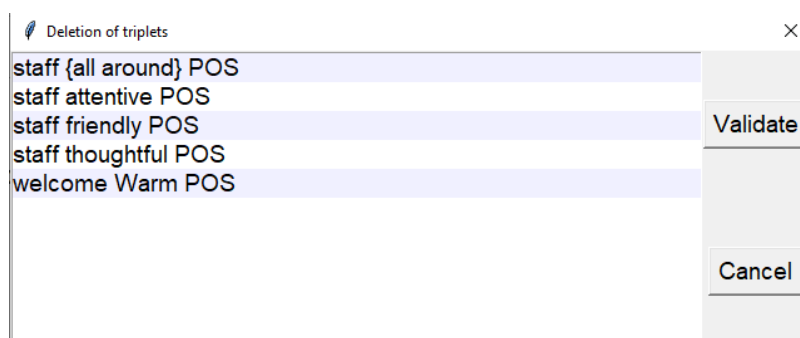 Deletion of triplets
staff {all around} POS
staff attentive POS
staff friendly POS
staff thoughtful POS
welcome Warm POS
Validate
Cancel